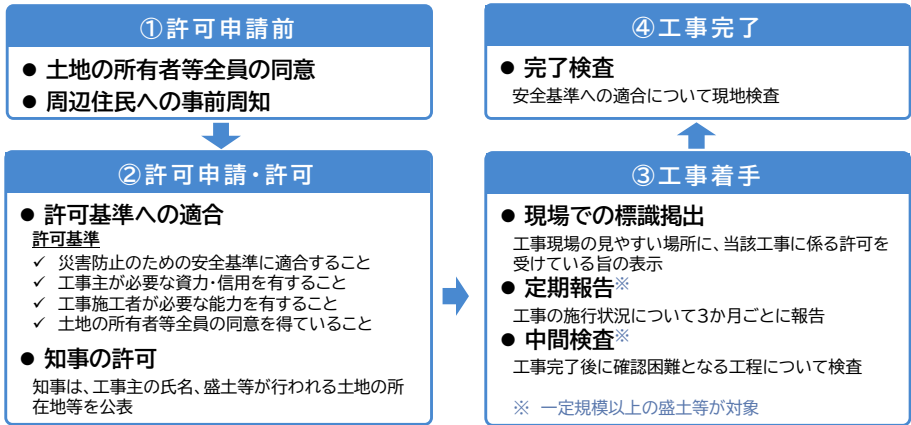 ①許可申請前
● 土地の所有者等全員の同意
● 周辺住民への事前周知
②許可申請・許可
● 許可基準への適合
許可基準
✓ 災害防止のための安全基準に適合すること
✓ 工事主が必要な資力・信用を有すること
✓ 工事施工者が必要な能力を有すること
✓ 土地の所有者等全員の同意を得ていること
● 知事の許可
知事は、工事主の氏名、盛土等が行われる土地の所
在地等を公表
③工事着手
● 現場での標識掲出
工事現場の見やすい場所に、当該工事に係る許可を
受けている旨の表示
● 定期報告※
工事の施行状況について3か月ごとに報告
● 中間検査※
工事完了後に確認困難となる工程について検査
※ 一定規模以上の盛土等が対象
④工事完了
● 完了検査
安全基準への適合について現地検査